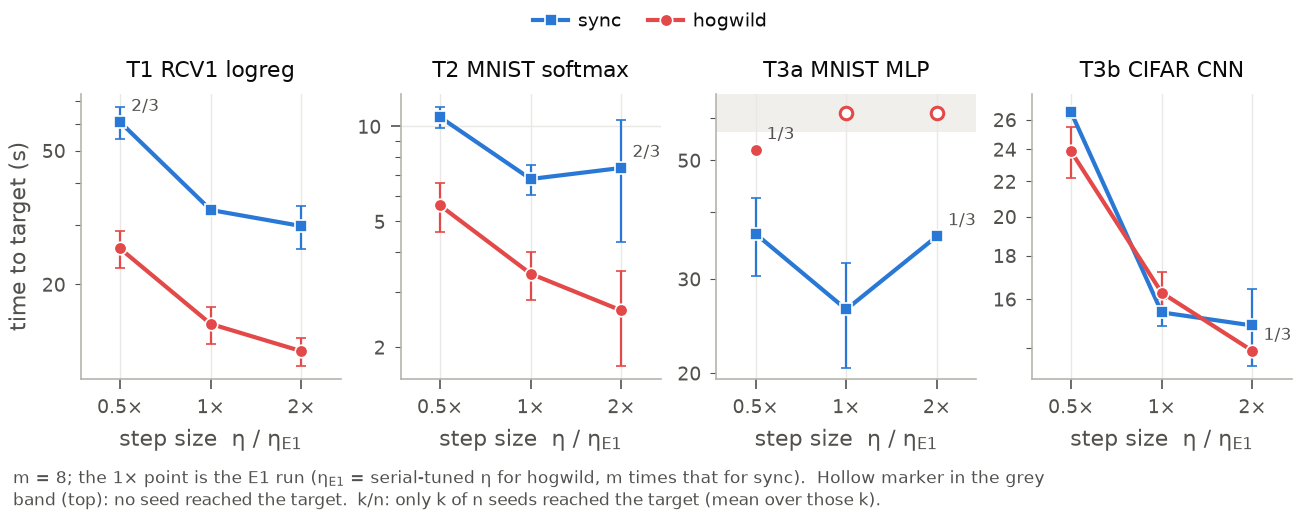 sync hogwild
T1 RCV1 logreg
T2 MNIST softmax
T3a MNIST MLP
T3b CIFAR CNN
time to target (s)
50
20
2/3
0.5× 1× 2×
step size η / ηE1
10
5
2
2/3
0.5× 1× 2×
step size η / ηE1
50
30
20
1/3
1/3
0.5× 1× 2×
step size η / ηE1
26
24
22
20
18
16
1/3
0.5× 1× 2×
step size η / ηE1
m = 8; the 1× point is the E1 run (ηE1 = serial-tuned η for hogwild, m times that for sync). Hollow marker in the grey
band (top): no seed reached the target. k/n: only k of n seeds reached the target (mean over those k).